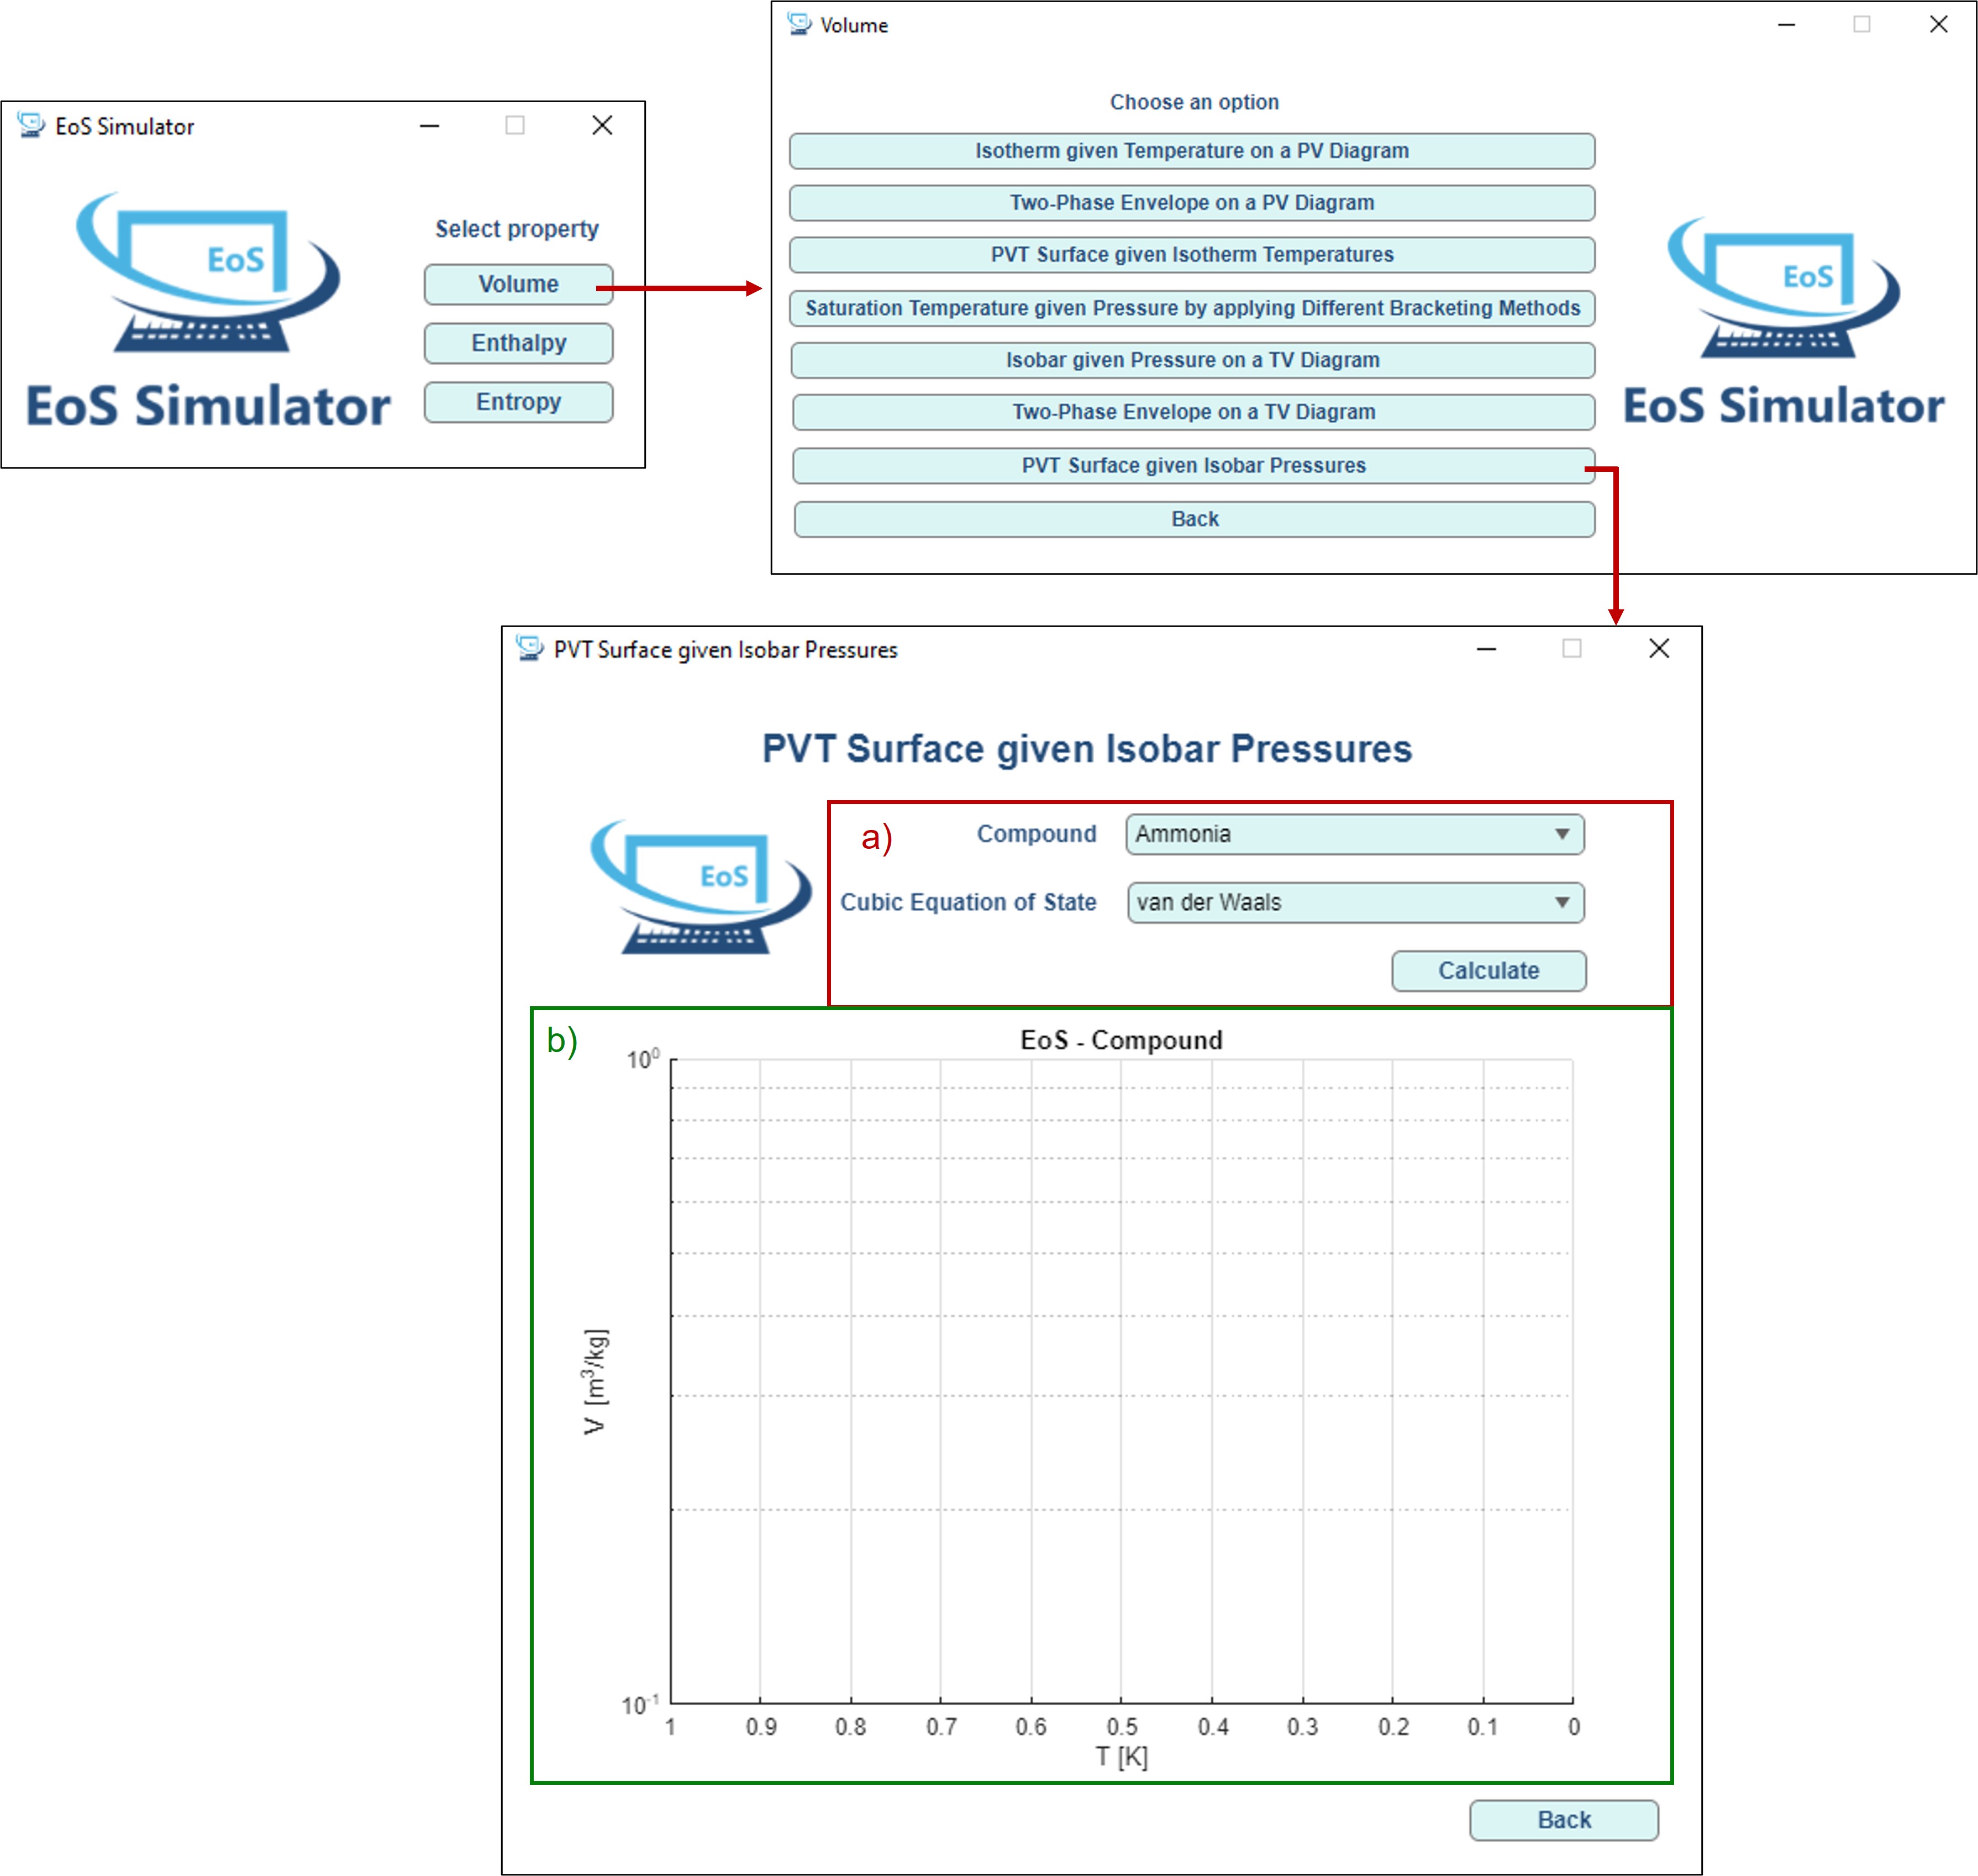 EoS Simulator
EoS
EoS Simulator
Select property
Volume
Enthalpy
Entropy
Volume
Choose an option
Isotherm given Temperature on a PV Diagram
Two-Phase Envelope on a PV Diagram
PVT Surface given Isotherm Temperatures
Saturation Temperature given Pressure by applying Different Bracketing Methods
Isobar given Pressure on a TV Diagram
Two-Phase Envelope on a TV Diagram
PVT Surface given Isobar Pressures
Back
EoS
EoS Simulator
PVT Surface given Isobar Pressures
PVT Surface given Isobar Pressures
EoS
a)
Compound
Ammonia
Cubic Equation of State
van der Waals
Calculate
b)
EoS - Compound
10⁰
V [m³/kg]
10⁻¹
1 0.9 0.8 0.7 0.6 0.5 0.4 0.3 0.2 0.1 0
T [K]
Back